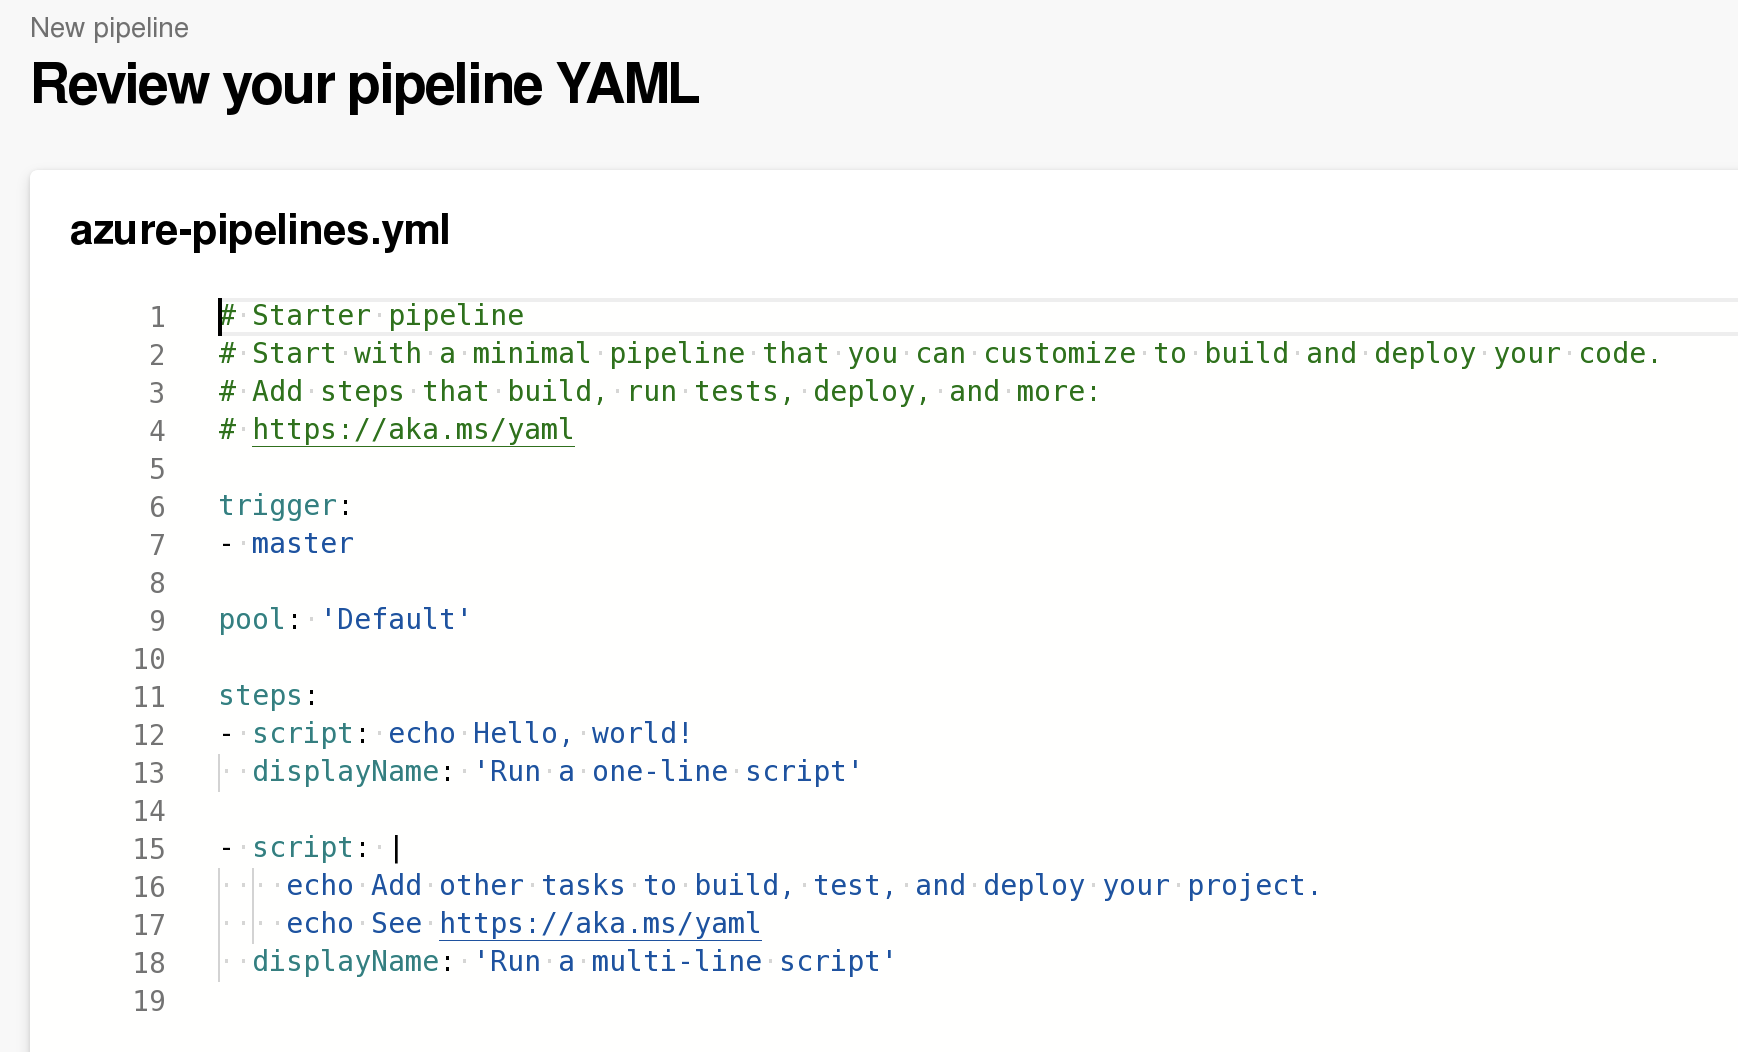 New pipeline
Review your pipeline YAML
azure-pipelines.yml
1 # Starter pipeline
2 # Start with a minimal pipeline that you can customize to build and deploy your code.
3 # Add steps that build, run tests, deploy, and more:
4 # https://aka.ms/yaml
5
6 trigger:
7 - master
8
9 pool: 'Default'
10
11 steps:
12 - script: echo Hello, world!
13   displayName: 'Run a one-line script'
14
15 - script: |
16     echo Add other tasks to build, test, and deploy your project.
17     echo See https://aka.ms/yaml
18   displayName: 'Run a multi-line script'
19